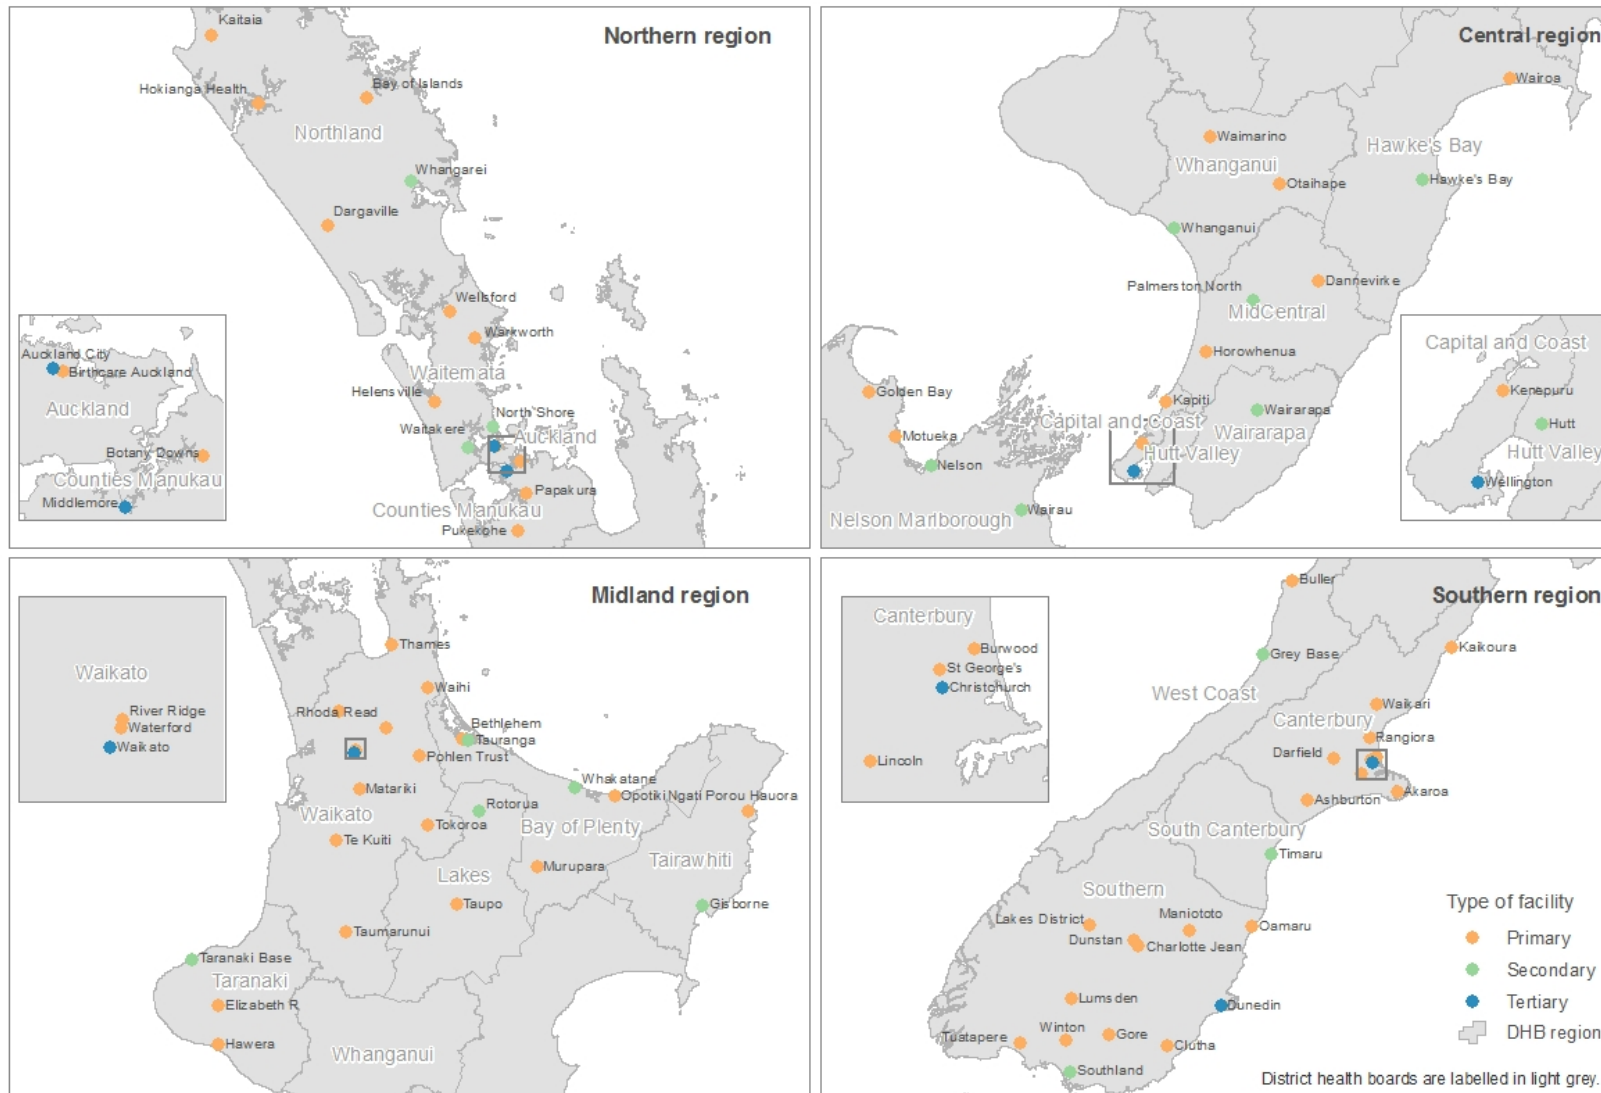 Northern region
Kaitaia
Hokianga Health
Bay of Islands
Northland
Whangarei
Dargaville
Wellsford
Warkworth
Waitemata
Helensville
North Shore
Waitakere
Auckland
Papakura
Counties Manukau
Pukekohe
Auckland City
Birthcare Auckland
Auckland
Botany Downs
Counties Manukau
Middlemore
Central region
Wairoa
Waimarino
Whanganui
Hawke's Bay
Otaihape
Hawke's Bay
Whanganui
Dannevirke
Palmerston North
MidCentral
Horowhenua
Golden Bay
Kapiti
Wairarapa
Capital and Coast
Wairarapa
Motueka
Hutt Valley
Nelson
Nelson Marlborough
Wairau
Capital and Coast
Kenepuru
Hutt
Hutt Valley
Wellington
Midland region
Waikato
River Ridge
Waterford
Waikato
Thames
Waihi
Rhoda Read
Bethlehem
Tauranga
Pohlen Trust
Matariki
Whakatane
Opotiki
Ngati Porou Hauora
Waikato
Rotorua
Tokoroa
Bay of Plenty
Te Kuiti
Tairawhiti
Murupara
Lakes
Taupo
Gisborne
Taumarunui
Taranaki Base
Taranaki
Elizabeth R
Hawera
Whanganui
Southern region
Canterbury
Burwood
St George's
Christchurch
Lincoln
Buller
Kaikoura
Grey Base
West Coast
Waikari
Canterbury
Rangiora
Darfield
Akaroa
Ashburton
South Canterbury
Timaru
Southern
Lakes District
Maniototo
Oamaru
Dunstan
Charlotte Jean
Lumsden
Dunedin
Winton
Gore
Tuatapere
Clutha
Southland
Type of facility
Primary
Secondary
Tertiary
DHB region
District health boards are labelled in light grey.